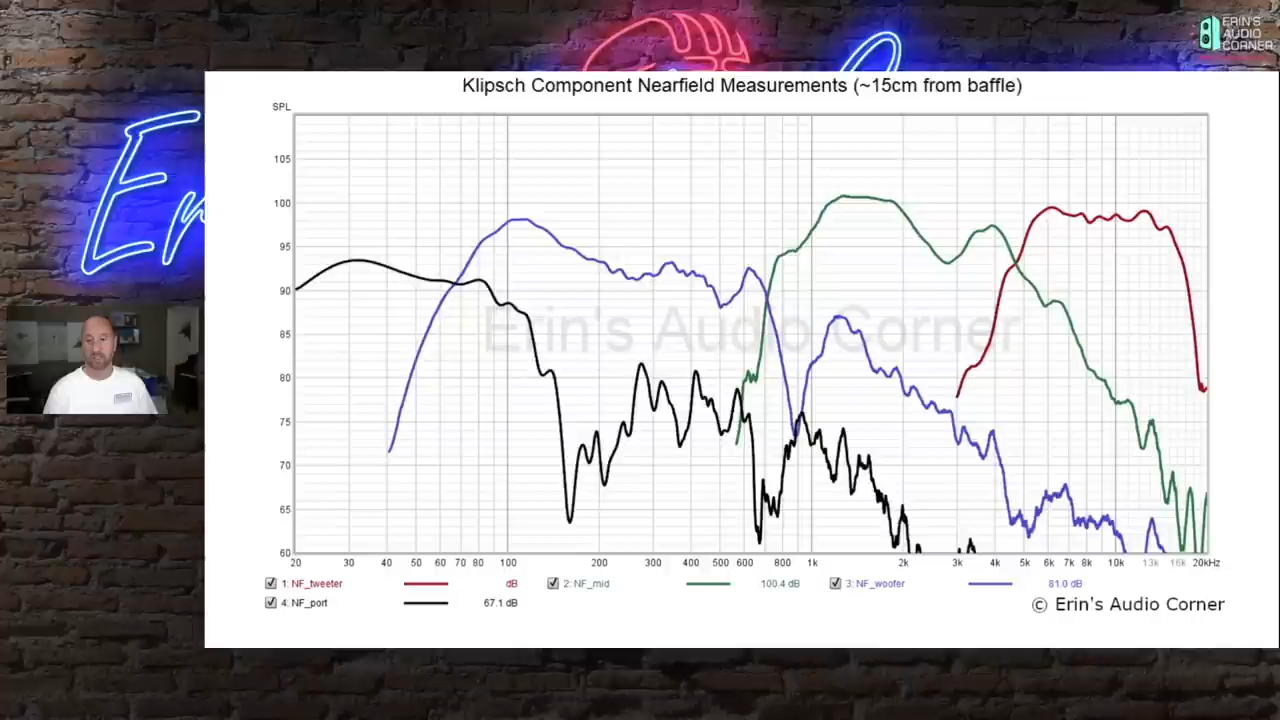 ERIN'S
AUDIO
CORNER
Er
Klipsch Component Nearfield Measurements (~15cm from baffle)
SPL
105
100
95
90
85
80
75
70
65
60
Erin's Audio Corner
20 30 40 50 60 70 80 100 200 300 400 500 600 800 1k 2k 3k 4k 5k 6k 7k 8k 10k 13k 16k 20kHz
1: NF_tweeter dB 2: NF_mid 100.4 dB 3: NF_woofer 81.0 dB
4: NF_port 67.1 dB
© Erin's Audio Corner